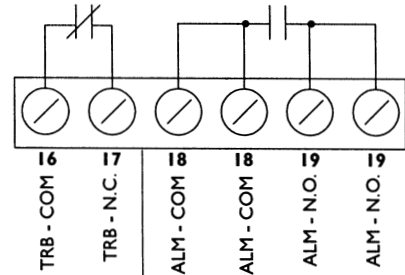 16 17 18 18 19 19
TRB - COM
TRB - N.C.
ALM - COM
ALM - COM
ALM - N.O.
ALM - N.O.